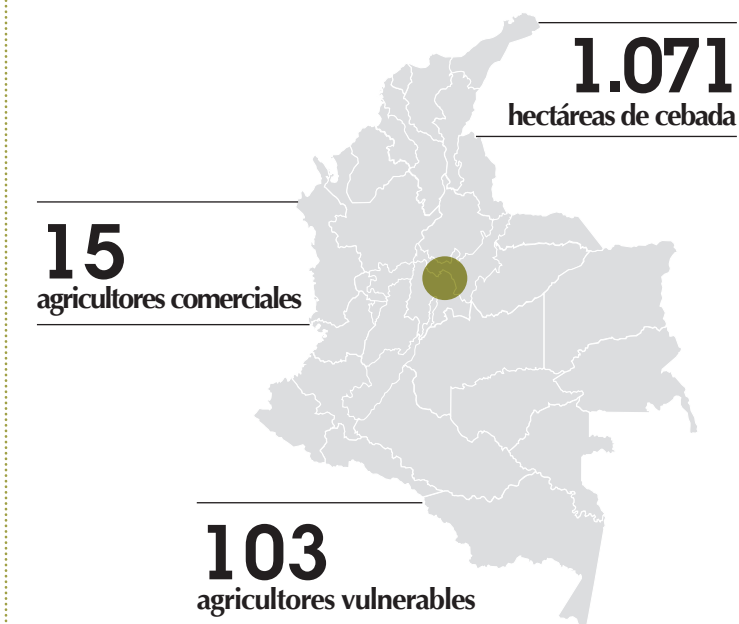 1.071
hectáreas de cebada
15
agricultores comerciales
103
agricultores vulnerables